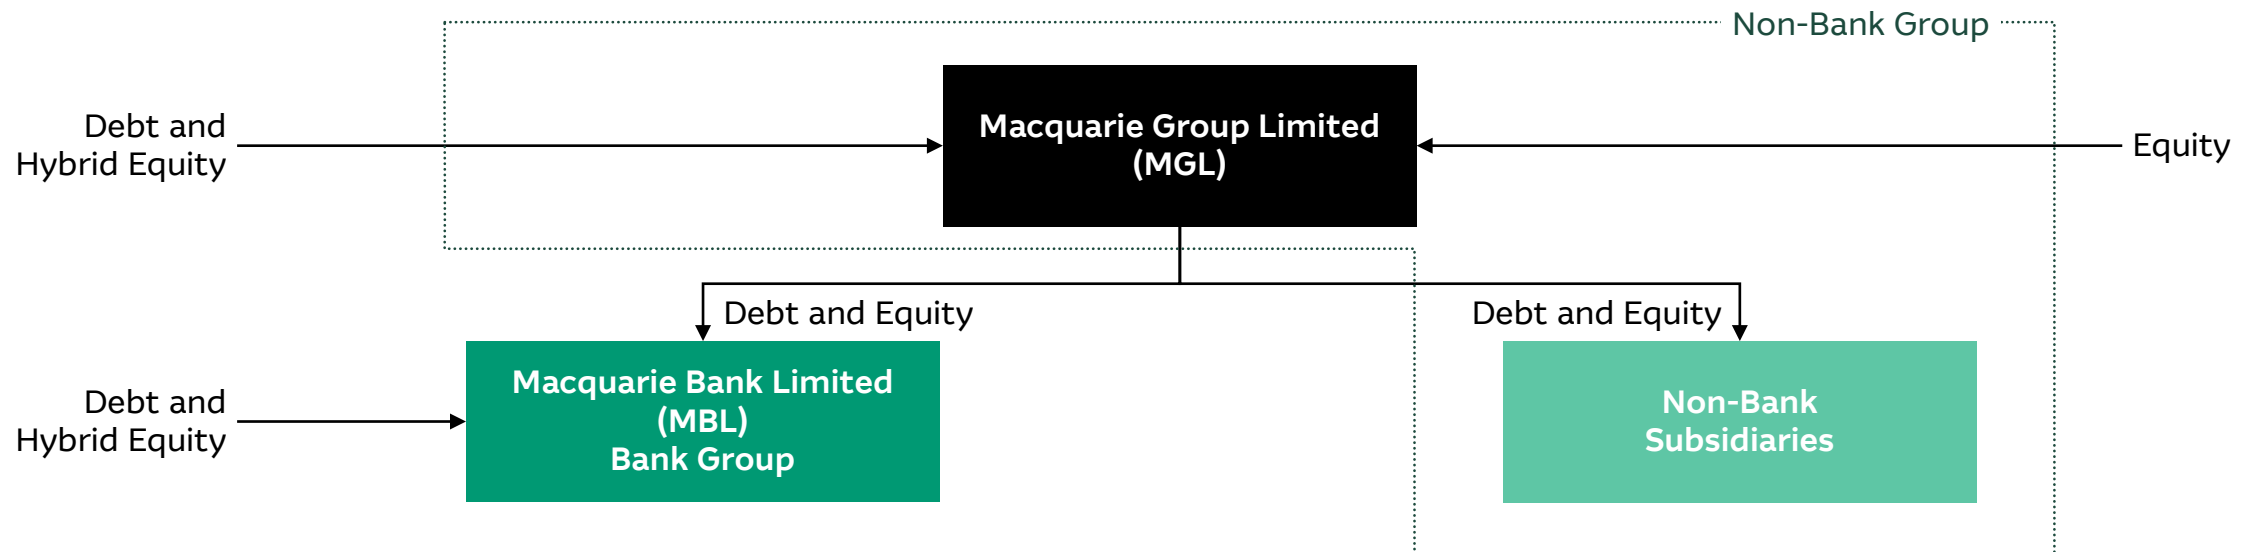 Non-Bank Group
Debt and
Hybrid Equity
Macquarie Group Limited
(MGL)
Equity
Debt and Equity
Debt and Equity
Debt and
Hybrid Equity
Macquarie Bank Limited
(MBL)
Bank Group
Non-Bank
Subsidiaries